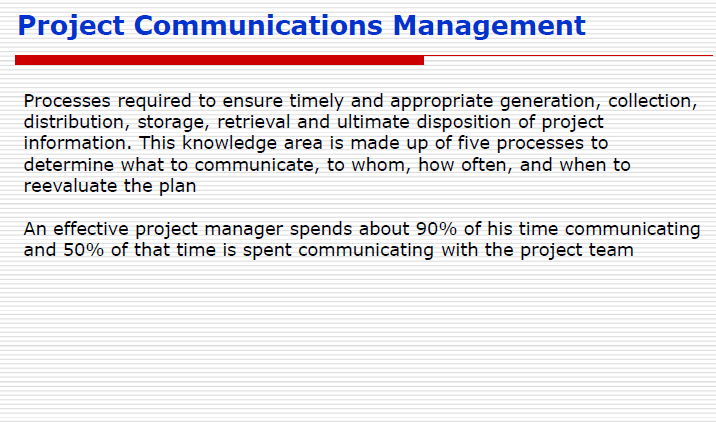 Project Communications Management
Processes required to ensure timely and appropriate generation, collection,
distribution, storage, retrieval and ultimate disposition of project
information. This knowledge area is made up of five processes to
determine what to communicate, to whom, how often, and when to
reevaluate the plan
An effective project manager spends about 90% of his time communicating
and 50% of that time is spent communicating with the project team